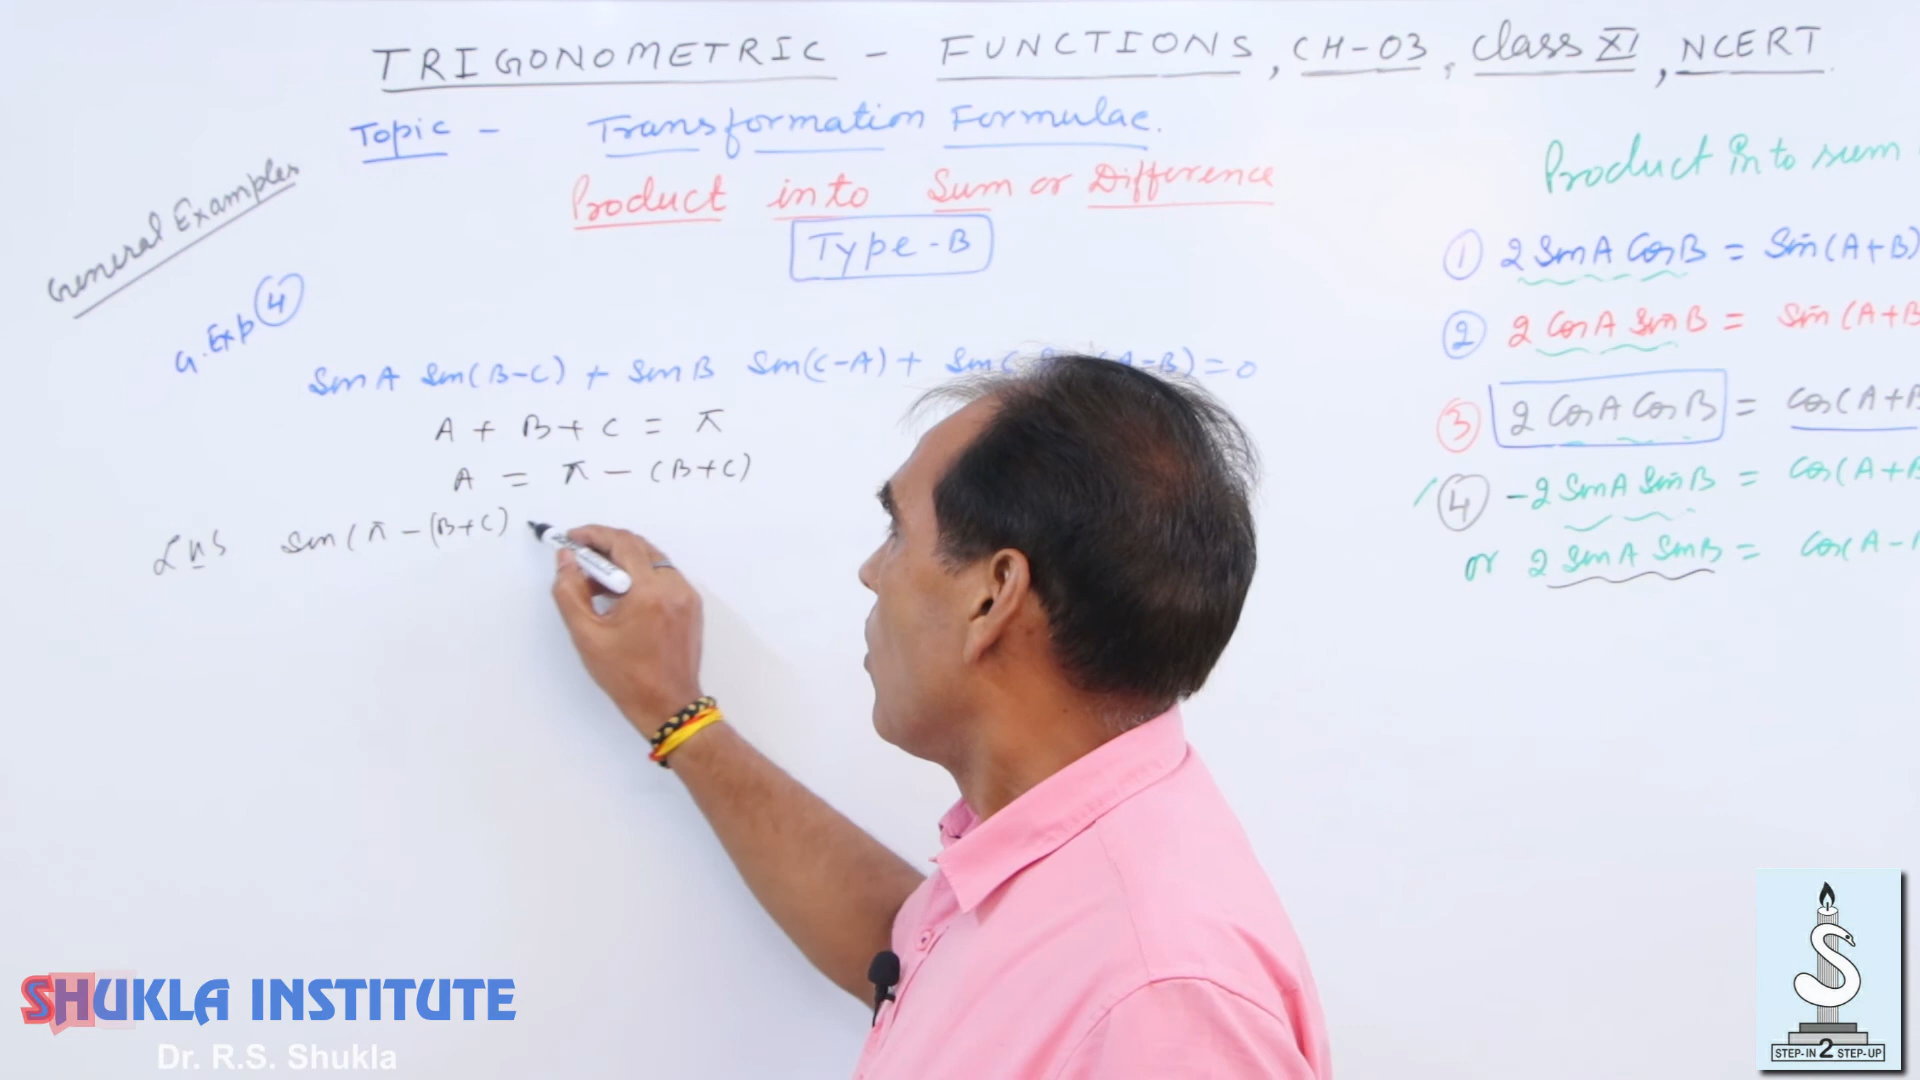 TRIGONOMETRIC - FUNCTIONS, CH-03, Class XI, NCERT
Topic - Transformation Formulae.
Product into Sum or Difference
Type-B
General Examples
G. Exp 4
Sin A Sin(B-C) + Sin B Sin(C-A) + Sin C A-B) = 0
A + B + C = π
A = π - (B+C)
LHS Sin(π - (B+C)
Product into sum
① 2 Sin A Cos B = Sin(A+B)
② 2 Cos A Sin B = Sin(A+B
③ 2 Cos A Cos B = Cos(A+B
④ -2 Sin A Sin B = Cos(A+B
or 2 Sin A Sin B = Cos(A-
SHUKLA INSTITUTE
Dr. R.S. Shukla
STEP-IN 2 STEP-UP